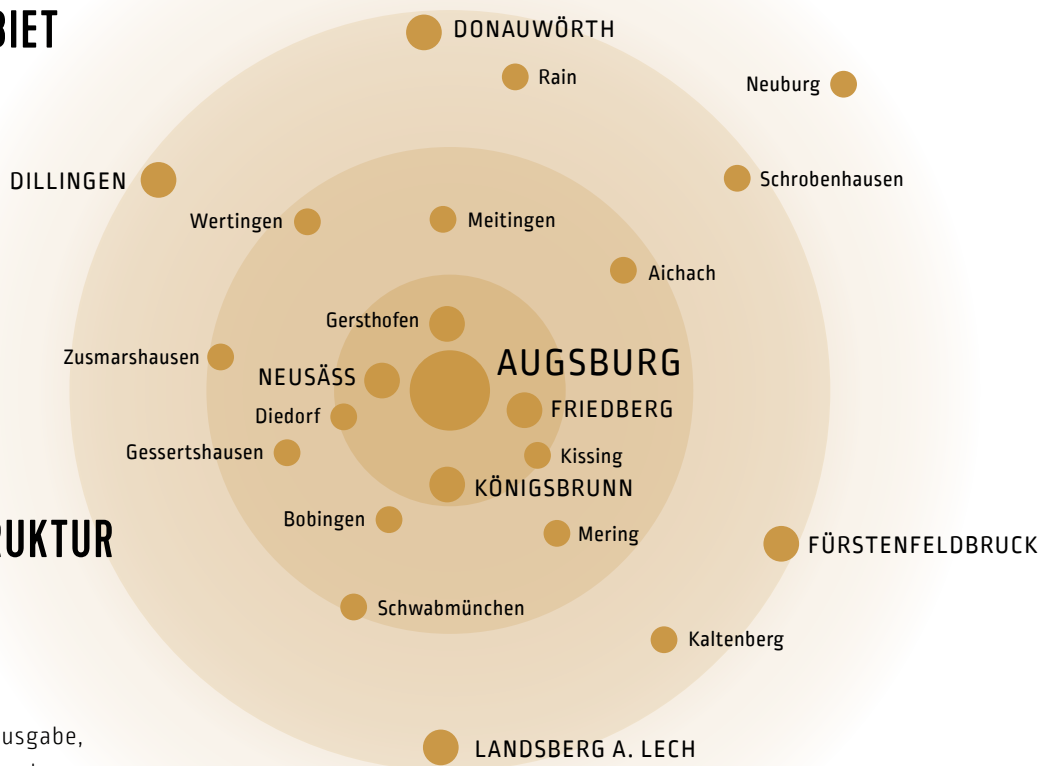 BIET
DONAUWÖRTH
Rain
Neuburg
DILLINGEN
Schrobenhausen
Wertingen
Meitingen
Aichach
Gersthofen
Zusmarshausen
AUGSBURG
NEUSÄSS
FRIEDBERG
Diedorf
Gessertshausen
Kissing
KÖNIGSBRUNN
Bobingen
Mering
RUKTUR
FÜRSTENFELDBRUCK
Schwabmünchen
Kaltenberg
usgabe,
LANDSBERG A. LECH